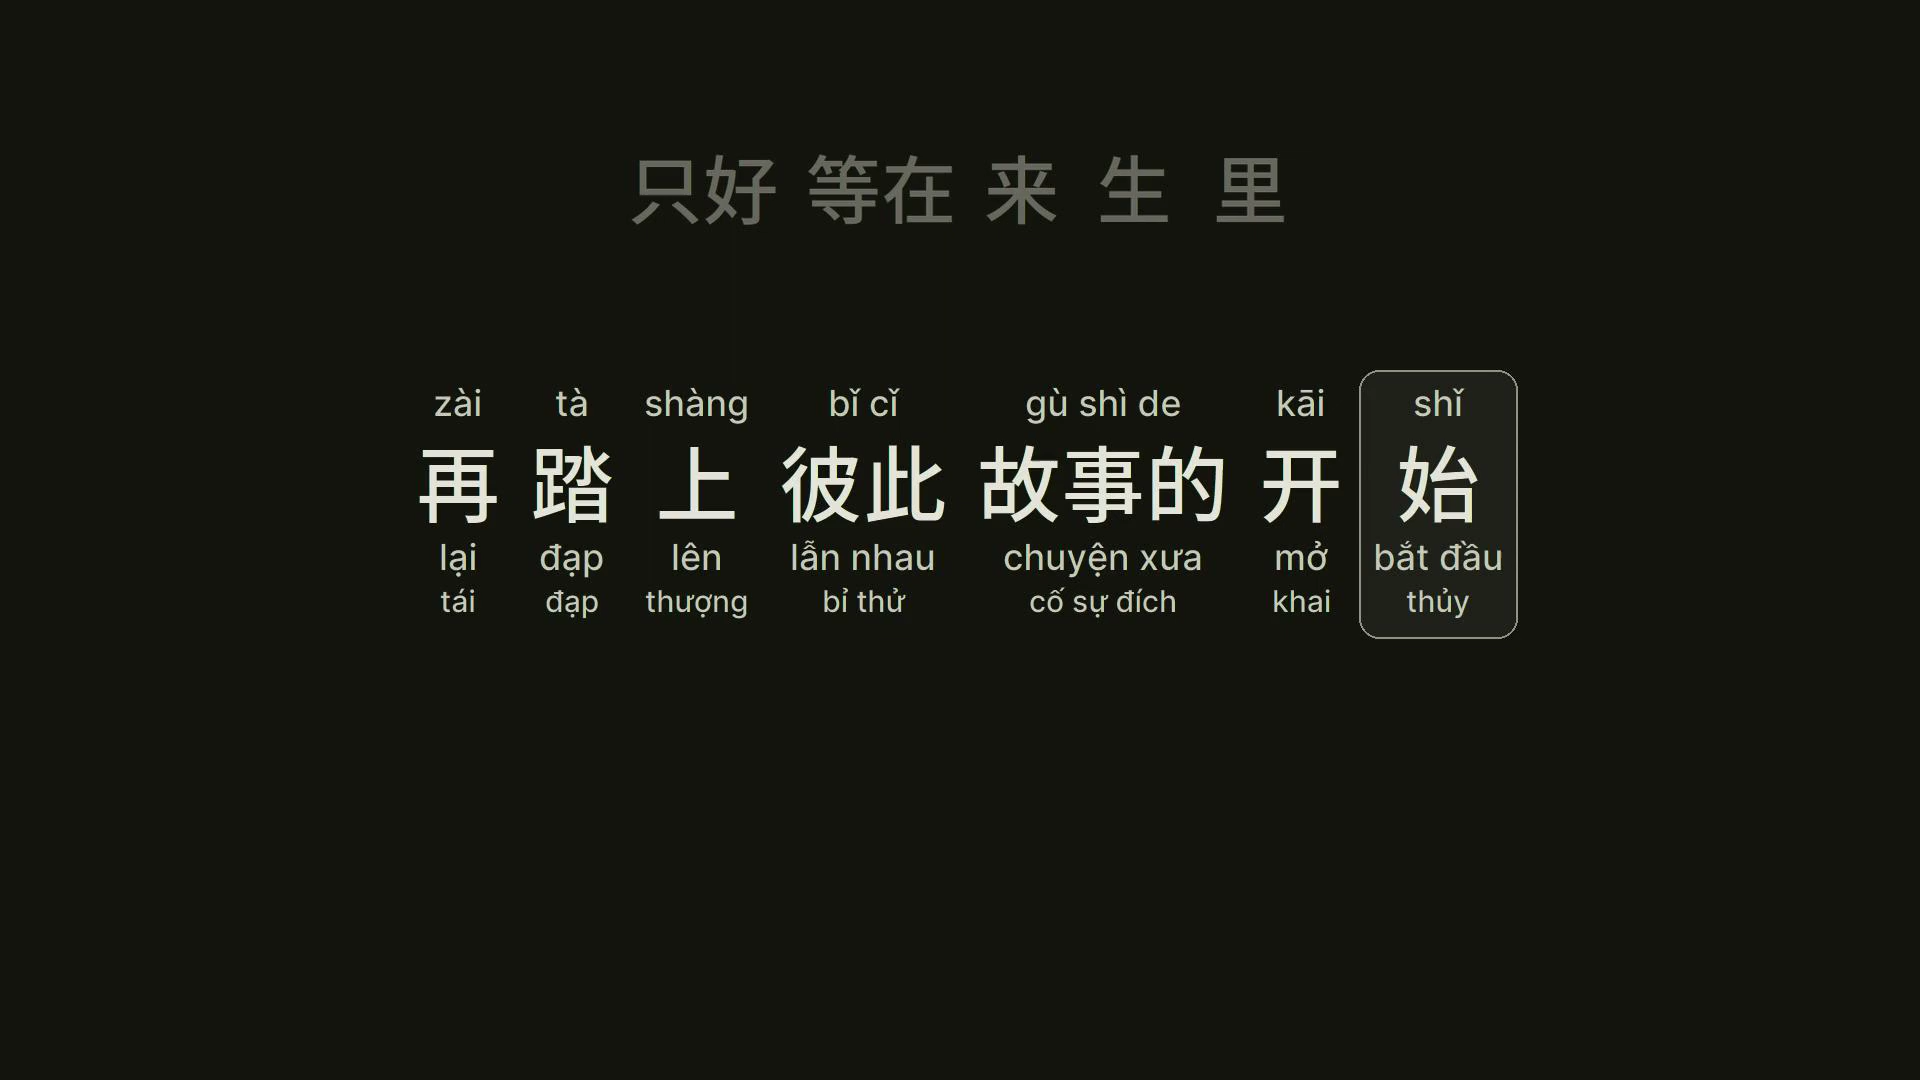 只好 等在 来 生 里
zài tà shàng bǐ cǐ gù shì de kāi shǐ
再 踏 上 彼此 故事的 开 始
lại đạp lên lẫn nhau chuyện xưa mở bắt đầu
tái đạp thượng bỉ thử cố sự đích khai thủy